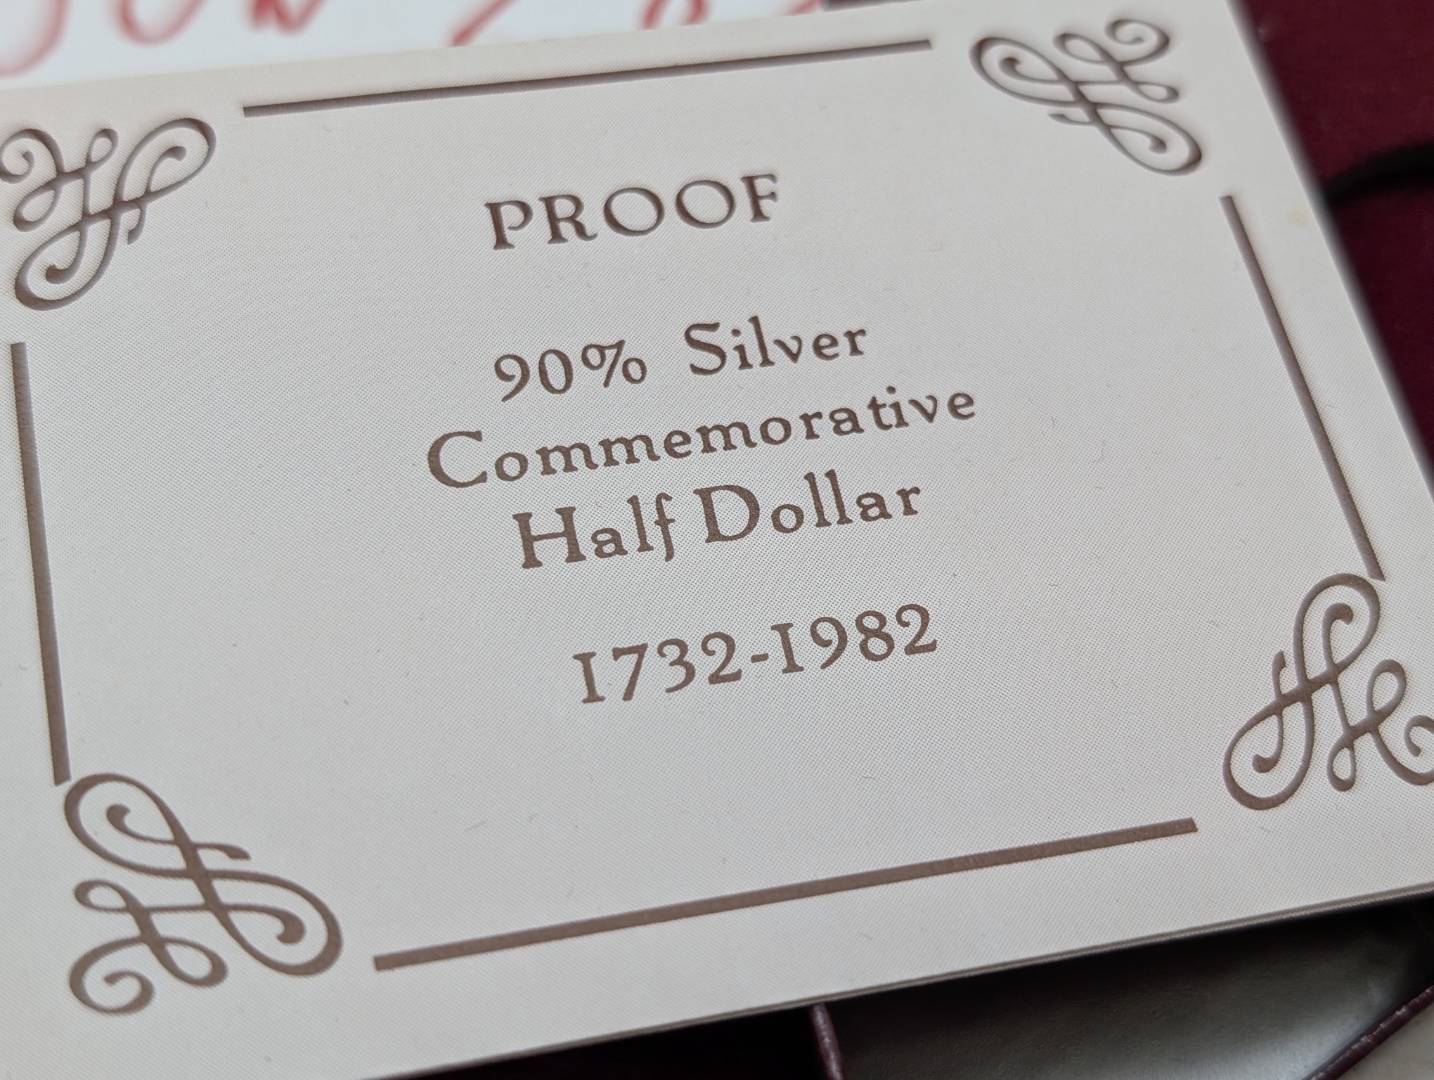 PROOF
90% Silver
Commemorative
Half Dollar
1732-1982